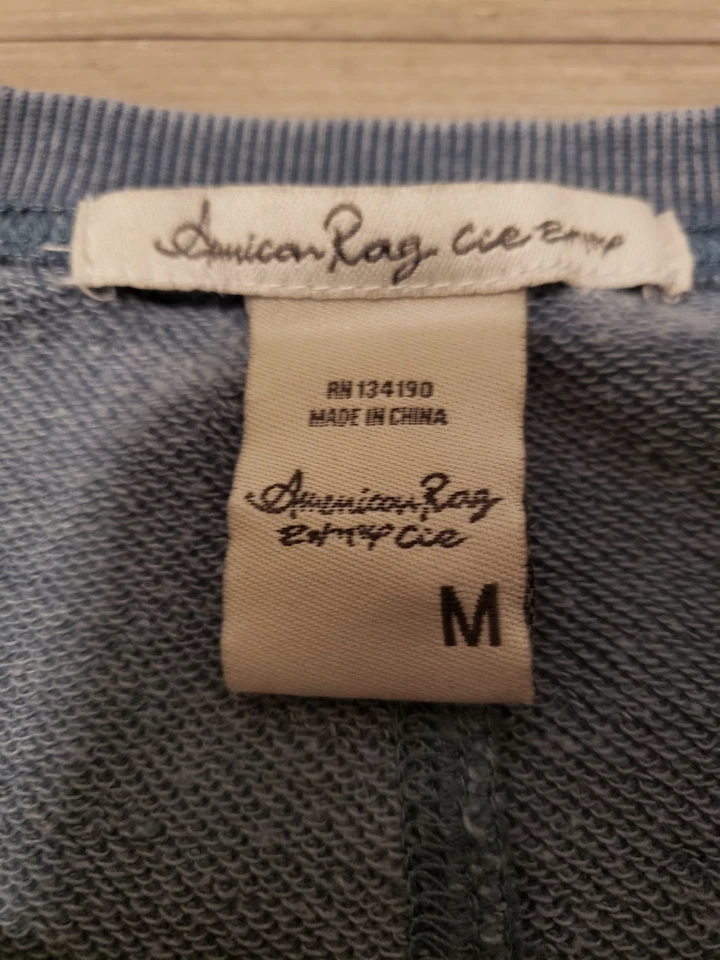 American Rag Cie
RN 134190
MADE IN CHINA
American Rag
Cie
M